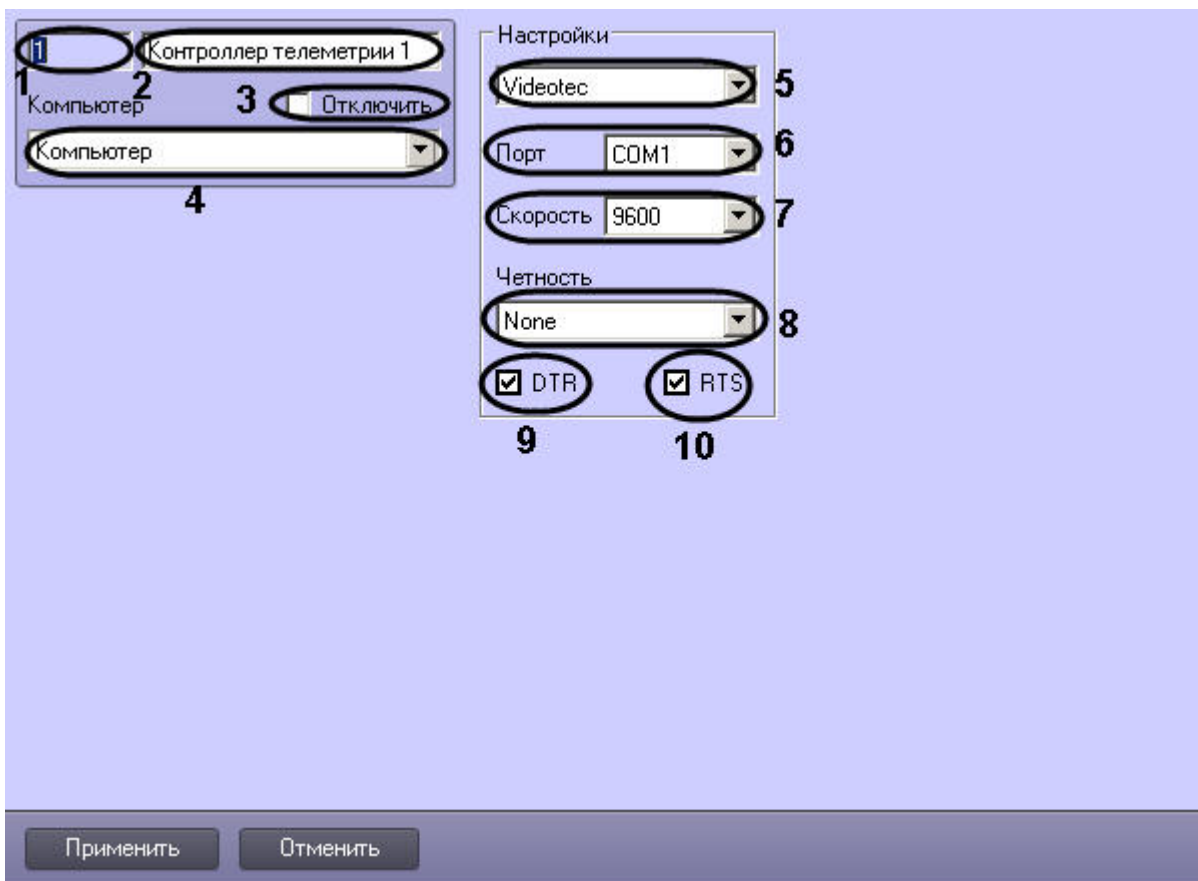 1 Контроллер телеметрии 1
1 2
Компьютер 3 Отключить
Компьютер
4
Настройки
Videotec 5
Порт COM1 6
Скорость 9600 7
Четность
None 8
DTR RTS
9 10
Применить Отменить